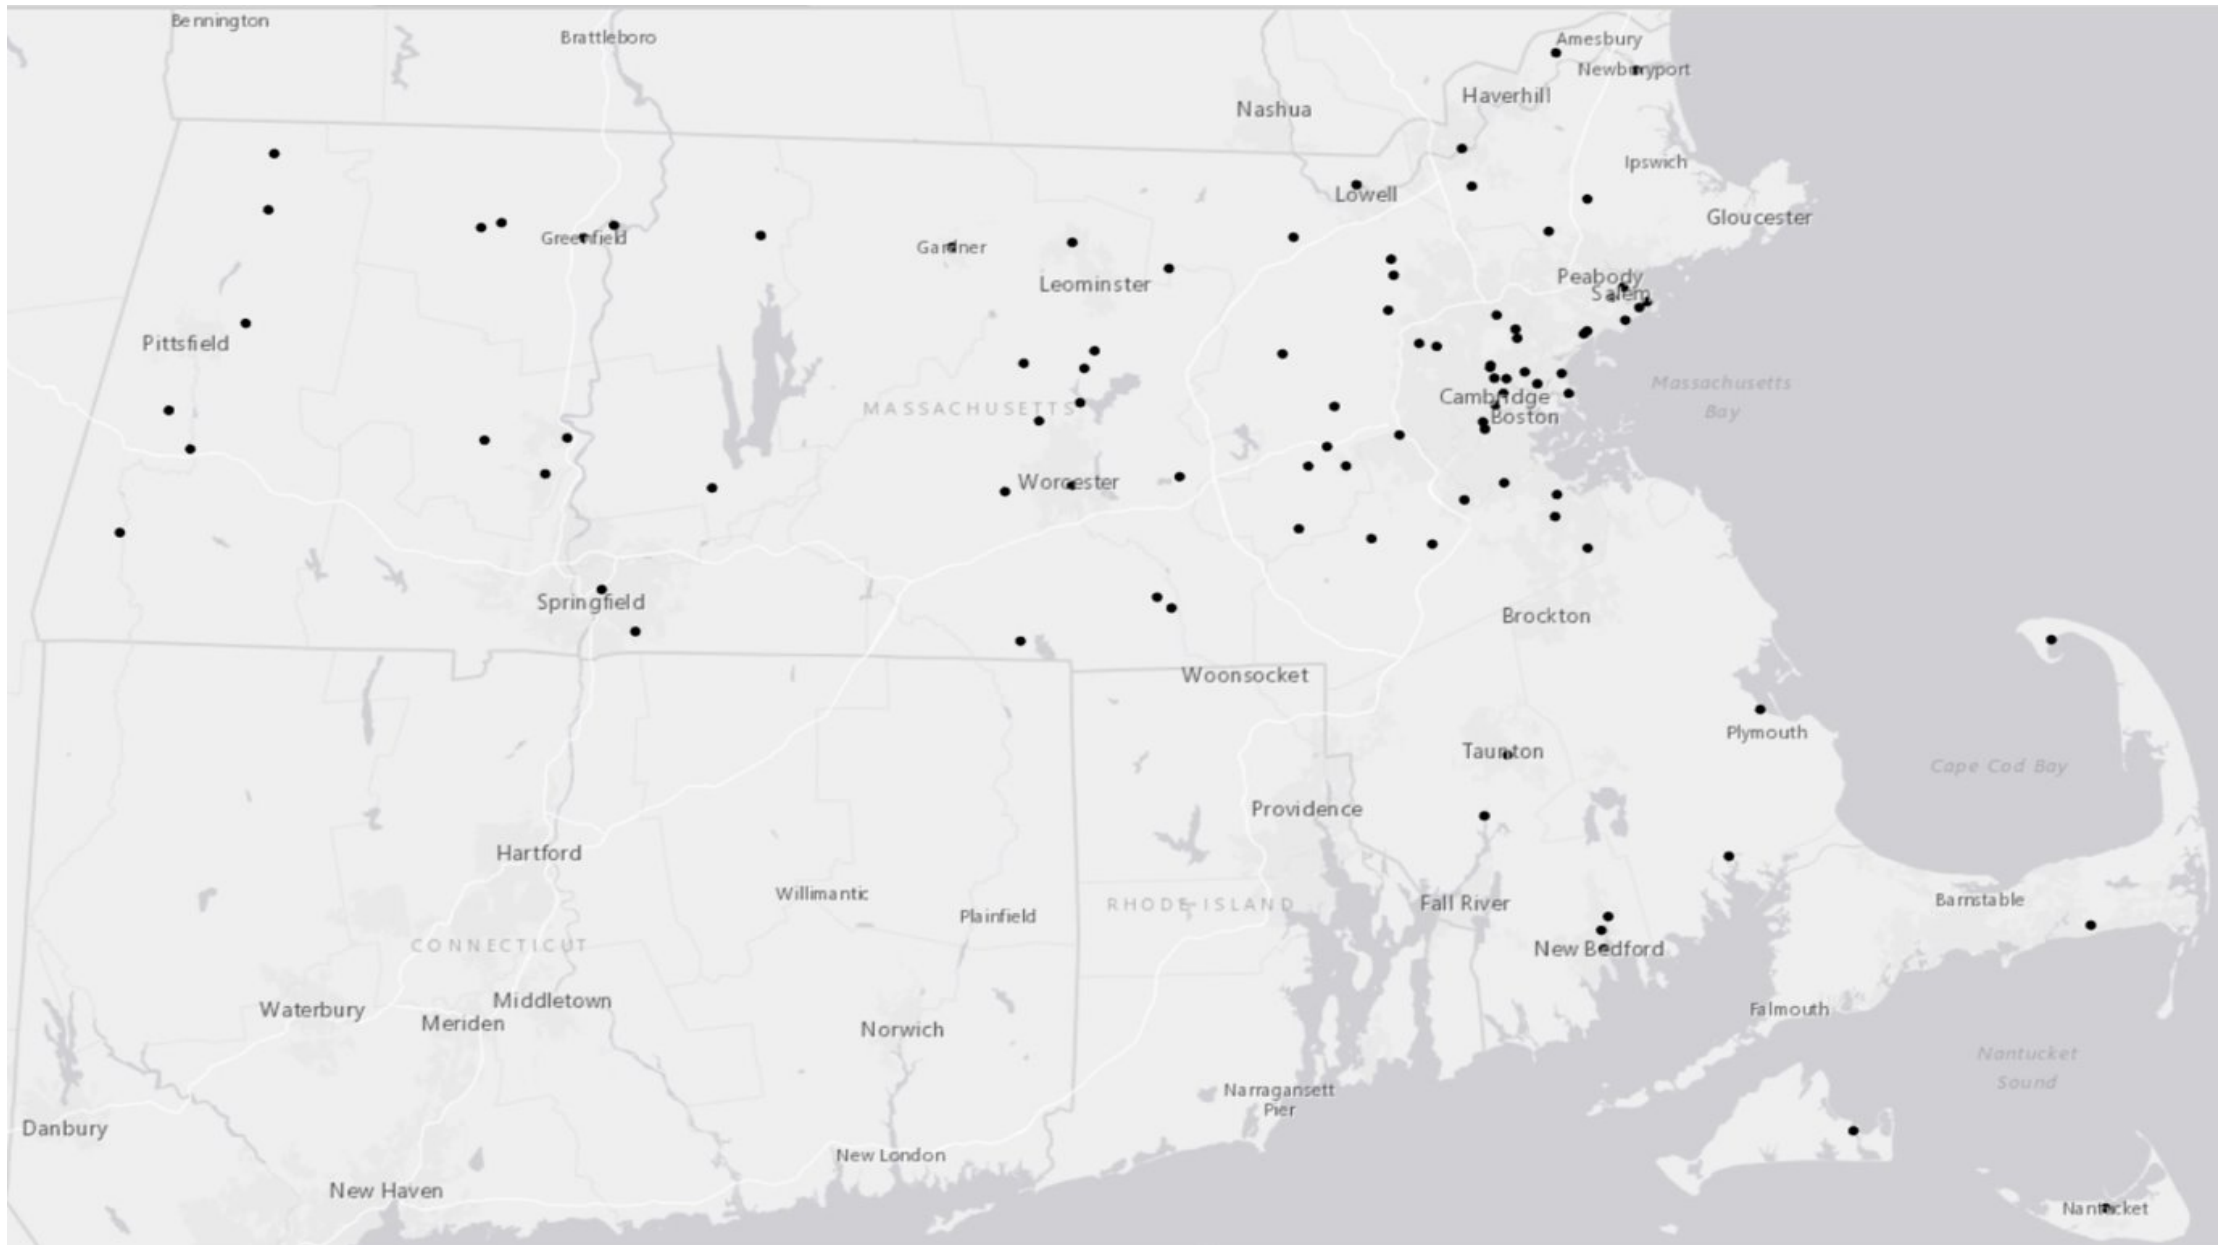 Bennington
Brattleboro
Amesbury
Newburyport
Haverhill
Nashua
Ipswich
Lowell
Gloucester
Greenfield
Gardner
Leominster
Peabody
Salem
Pittsfield
Massachusetts
Bay
Cambridge
MASSACHUSETTS
Boston
Worcester
Springfield
Brockton
Woonsocket
Plymouth
Taunton
Cape Cod Bay
Providence
Hartford
Willimantic
Plainfield
RHODE ISLAND
Fall River
Barnstable
CONNECTICUT
New Bedford
Waterbury
Middletown
Meriden
Norwich
Falmouth
Nantucket
Sound
Narragansett
Pier
Danbury
New London
New Haven
Nantucket